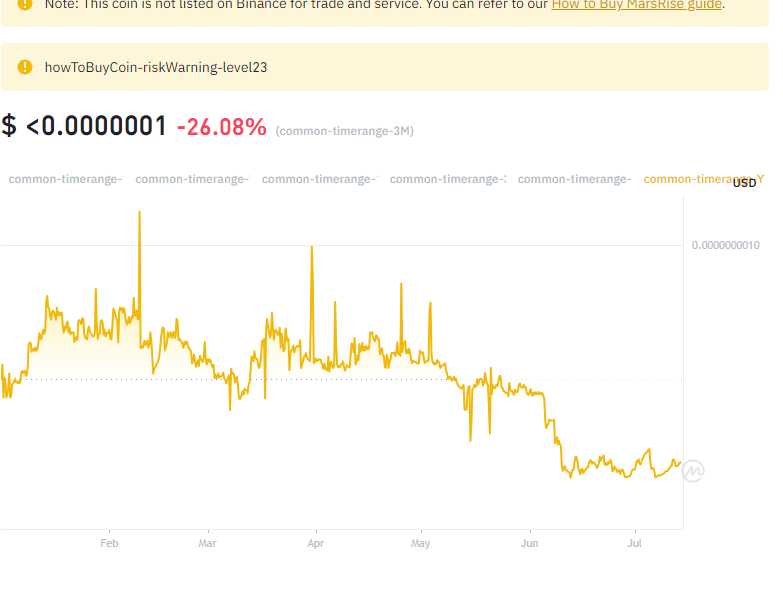 Note: This coin is not listed on Binance for trade and service. You can refer to our How to Buy MarsRise guide.
howToBuyCoin-riskWarning-level23
$ <0.0000001 -26.08% (common-timerange-3M)
common-timerange- common-timerange- common-timerange- common-timerange- common-timerange- common-timerange-Y
USD
0.0000000010
Feb Mar Apr May Jun Jul